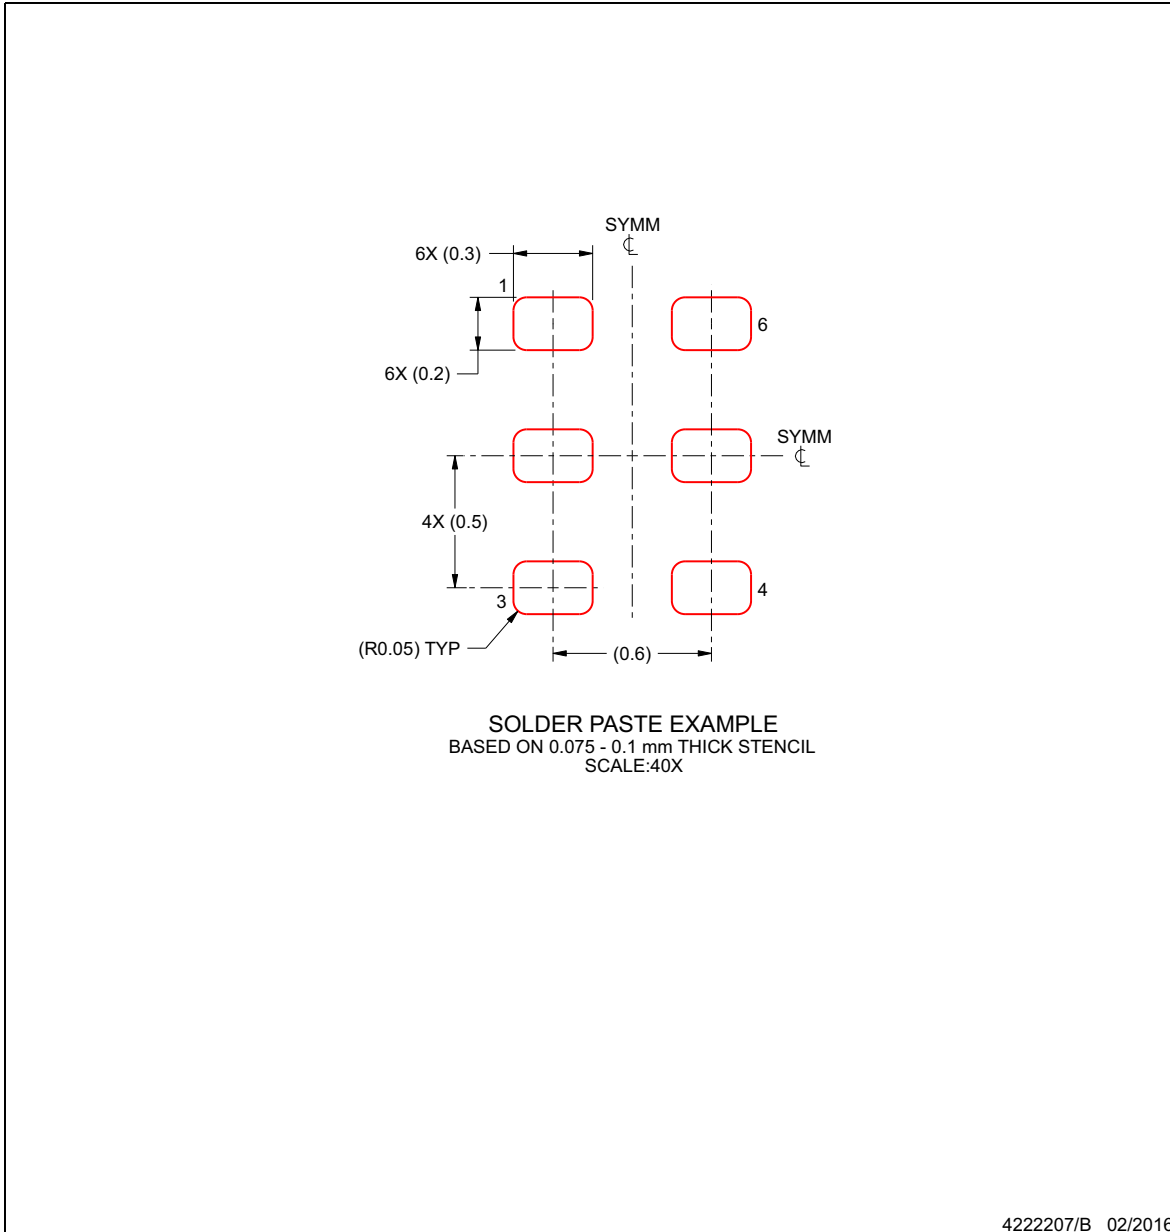 SYMM
℄
6X (0.3)
1
6
6X (0.2)
SYMM
℄
4X (0.5)
3
4
(R0.05) TYP
(0.6)
SOLDER PASTE EXAMPLE
BASED ON 0.075 - 0.1 mm THICK STENCIL
SCALE:40X
4222207/B 02/2016